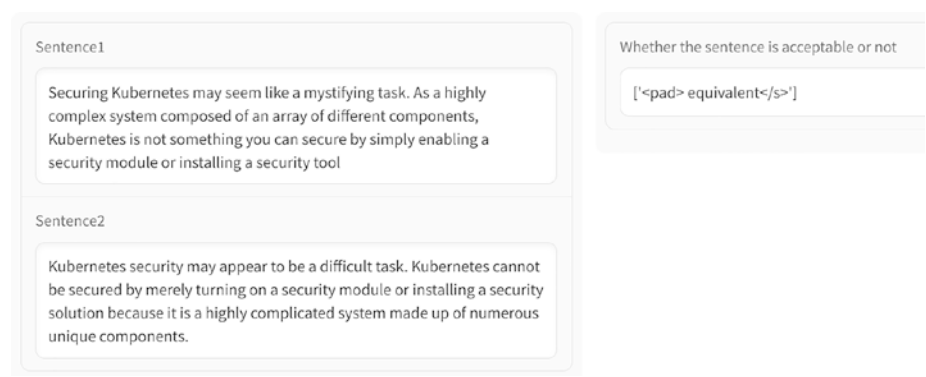 Sentence1
Securing Kubernetes may seem like a mystifying task. As a highly
complex system composed of an array of different components,
Kubernetes is not something you can secure by simply enabling a
security module or installing a security tool
Sentence2
Kubernetes security may appear to be a difficult task. Kubernetes cannot
be secured by merely turning on a security module or installing a security
solution because it is a highly complicated system made up of numerous
unique components.
Whether the sentence is acceptable or not
['<pad> equivalent</s>']